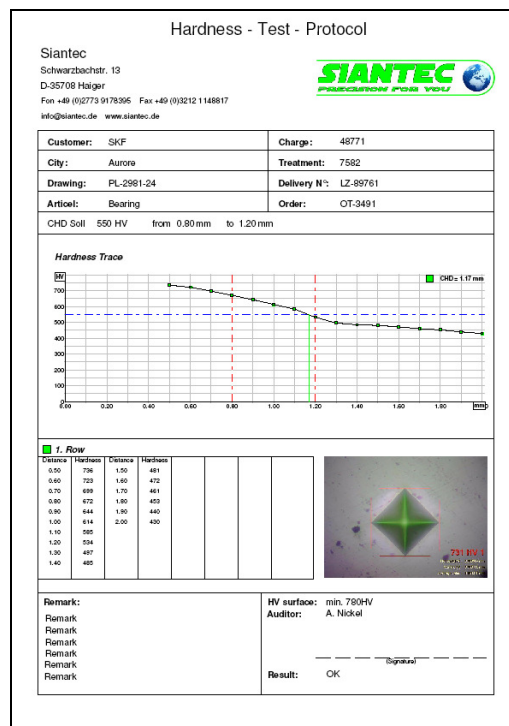 Hardness - Test - Protocol
Siantec
Schwarzbachstr. 13
D-35708 Haiger
Fon +49 (0)2773 9178395 Fax +49 (0)3212 1148817
info@siantec.de www.siantec.de
SIANTEC
PRECISION FOR YOU
Customer: SKF Charge: 48771
City: Aurore Treatment: 7582
Drawing: PL-2981-24 Delivery N°: LZ-89761
Articel: Bearing Order: OT-3491
CHD Soll 550 HV from 0.80 mm to 1.20 mm
Hardness Trace
HV
CHD = 1.17 mm
700
600
500
400
300
200
100
0
0.00 0.20 0.40 0.60 0.80 1.00 1.20 1.40 1.60 1.80 mm
1. Row
Distance Hardness Distance Hardness
0.50 736 1.50 481
0.60 723 1.60 472
0.70 699 1.70 461
0.80 672 1.80 453
0.90 644 1.90 440
1.00 614 2.00 430
1.10 585
1.20 534
1.30 497
1.40 485
731 HV 1
Remark:
Remark
Remark
Remark
Remark
Remark
Remark
HV surface: min. 780HV
Auditor: A. Nickel
(Signature)
Result: OK